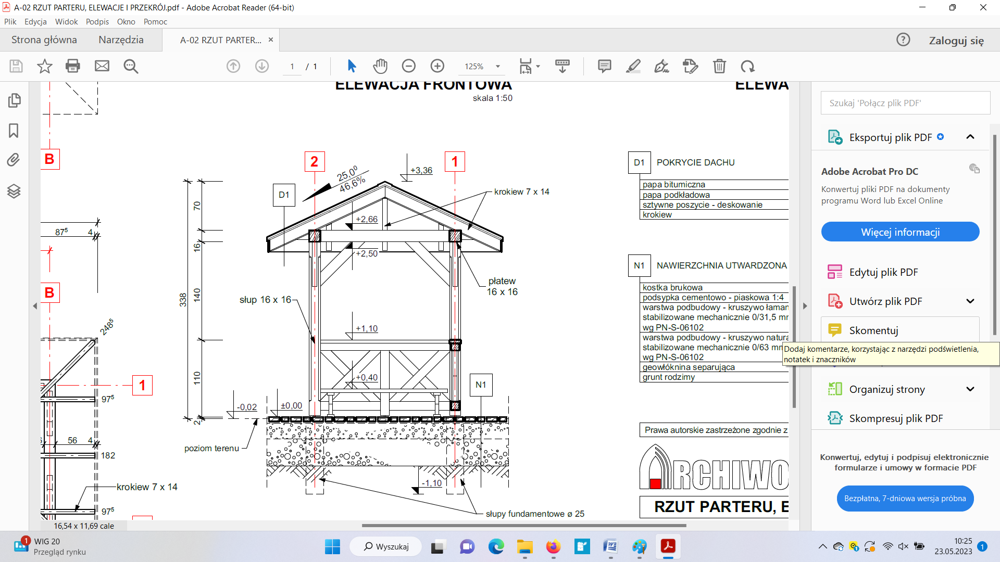 A-02 RZUT PARTERU, ELEWACJE I PRZEKRÓJ.pdf - Adobe Acrobat Reader (64-bit)
Plik Edycja Widok Podpis Okno Pomoc
Strona główna Narzędzia A-02 RZUT PARTER... × Zaloguj się
1 / 1 125%
ELEWACJA FRONTOWA
skala 1:50
ELEWA
Szukaj 'Połącz plik PDF'
Eksportuj plik PDF
Adobe Acrobat Pro DC
Konwertuj pliki PDF na dokumenty
programu Word lub Excel Online
Więcej informacji
Edytuj plik PDF
Utwórz plik PDF
Skomentuj
Dodaj komentarze, korzystając z narzędzi podświetlenia,
notatek i znaczników
Organizuj strony
Skompresuj plik PDF
Konwertuj, edytuj i podpisuj elektronicznie
formularze i umowy w formacie PDF
Bezpłatna, 7-dniowa wersja próbna
B
87⁵ 4
B
248⁵
1
97⁵
56 4
182
krokiew 7 x 14
97⁵
16,54 x 11,69 cale
2
1
25,0⁰
46,6%
+3,36
D1
krokiew 7 x 14
70
+2,66
16
+2,50
płatew
16 x 16
słup 16 x 16
338
140
+1,10
110
+0,40
N1
-0,02
±0,00
2
poziom terenu
-1,10
słupy fundamentowe ø 25
D1 POKRYCIE DACHU
papa bitumiczna
papa podkładowa
sztywne poszycie - deskowanie
krokiew
N1 NAWIERZCHNIA UTWARDZONA
kostka brukowa
podsypka cementowo - piaskowa 1:4
warstwa podbudowy - kruszywo łaman
stabilizowane mechanicznie 0/31,5 mm
wg PN-S-06102
warstwa podbudowy - kruszywo natura
stabilizowane mechanicznie 0/63 mm
wg PN-S-06102
geowłóknina separująca
grunt rodzimy
Prawa autorskie zastrzeżone zgodnie z
ARCHIWO
RZUT PARTERU, E
1
WIG 20
Przegląd rynku
Wyszukaj
10:25
23.05.2023
1